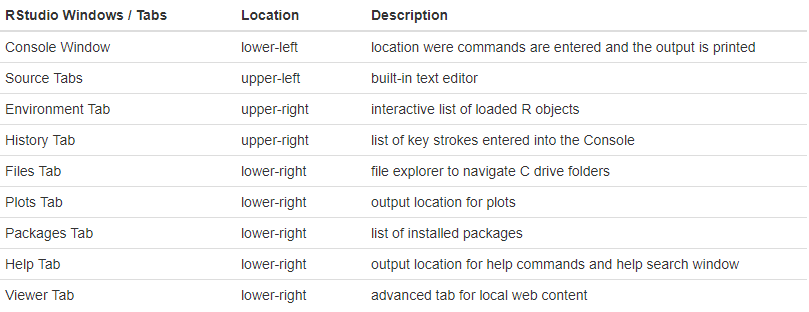 RStudio Windows / Tabs Location Description
Console Window lower-left location were commands are entered and the output is printed
Source Tabs upper-left built-in text editor
Environment Tab upper-right interactive list of loaded R objects
History Tab upper-right list of key strokes entered into the Console
Files Tab lower-right file explorer to navigate C drive folders
Plots Tab lower-right output location for plots
Packages Tab lower-right list of installed packages
Help Tab lower-right output location for help commands and help search window
Viewer Tab lower-right advanced tab for local web content